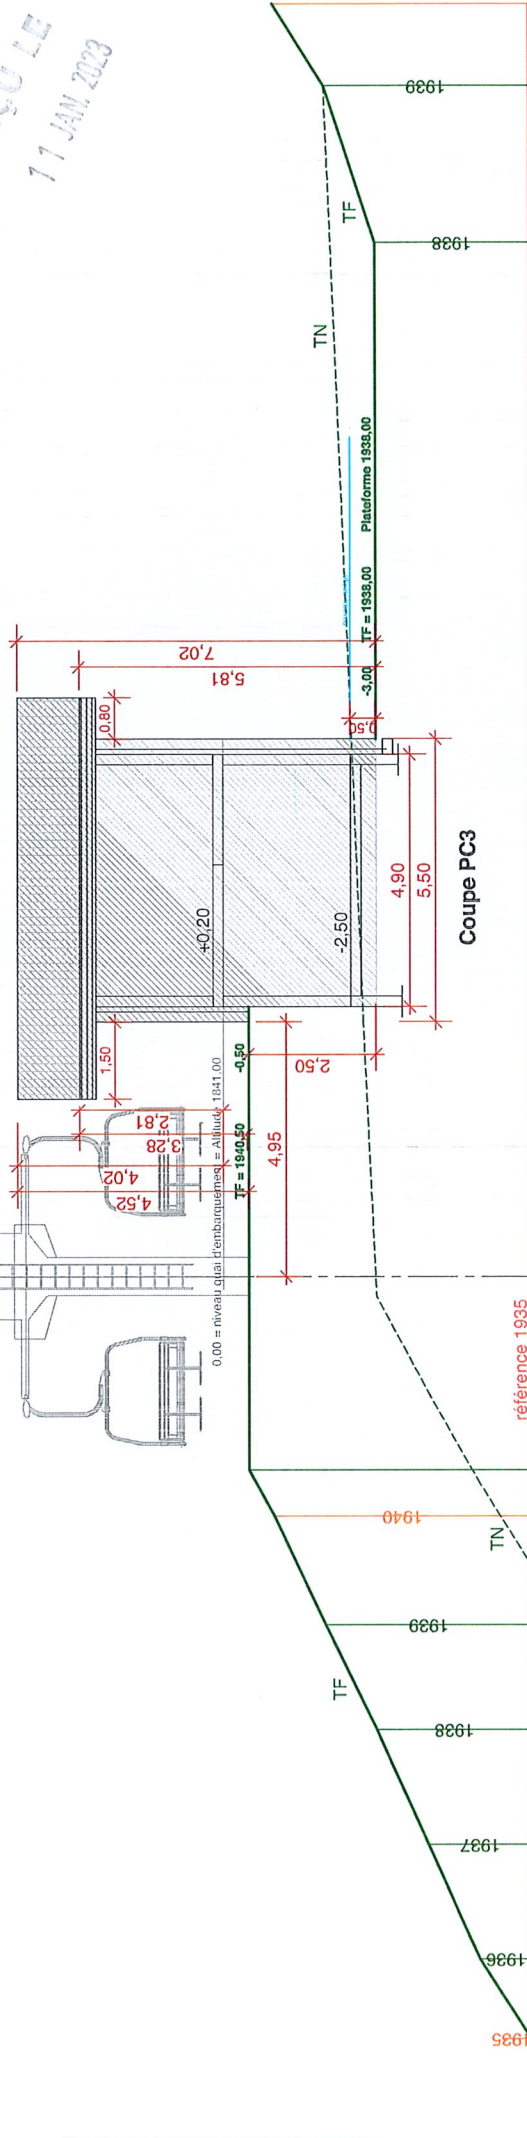 ÇU LE
11 JAN. 2023
1939
1938
TF
TN
TF = 1938,00 Plateforme 1938,00
-3,00
7,02
5,81
0,80
0,50
+0,20
-2,50
4,90
5,50
Coupe PC3
1,50
2,81
3,28
4,02
4,52
0,00 = niveau quai d'embarquement = Altitude 1841,00
TF = 1940,50 -0,50
2,50
4,95
référence 1935
1940
TN
1939
TF
1938
1937
1936
1935